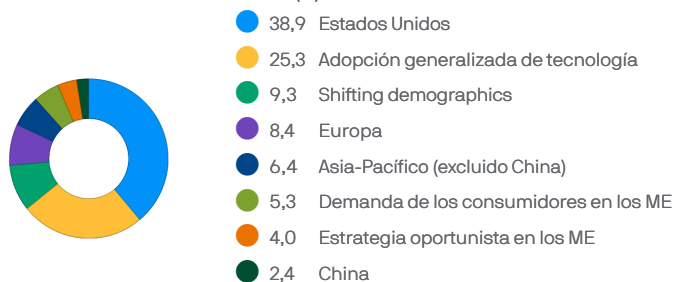 38,9 Estados Unidos
25,3 Adopción generalizada de tecnología
9,3 Shifting demographics
8,4 Europa
6,4 Asia-Pacífico (excluido China)
5,3 Demanda de los consumidores en los ME
4,0 Estrategia oportunista en los ME
2,4 China